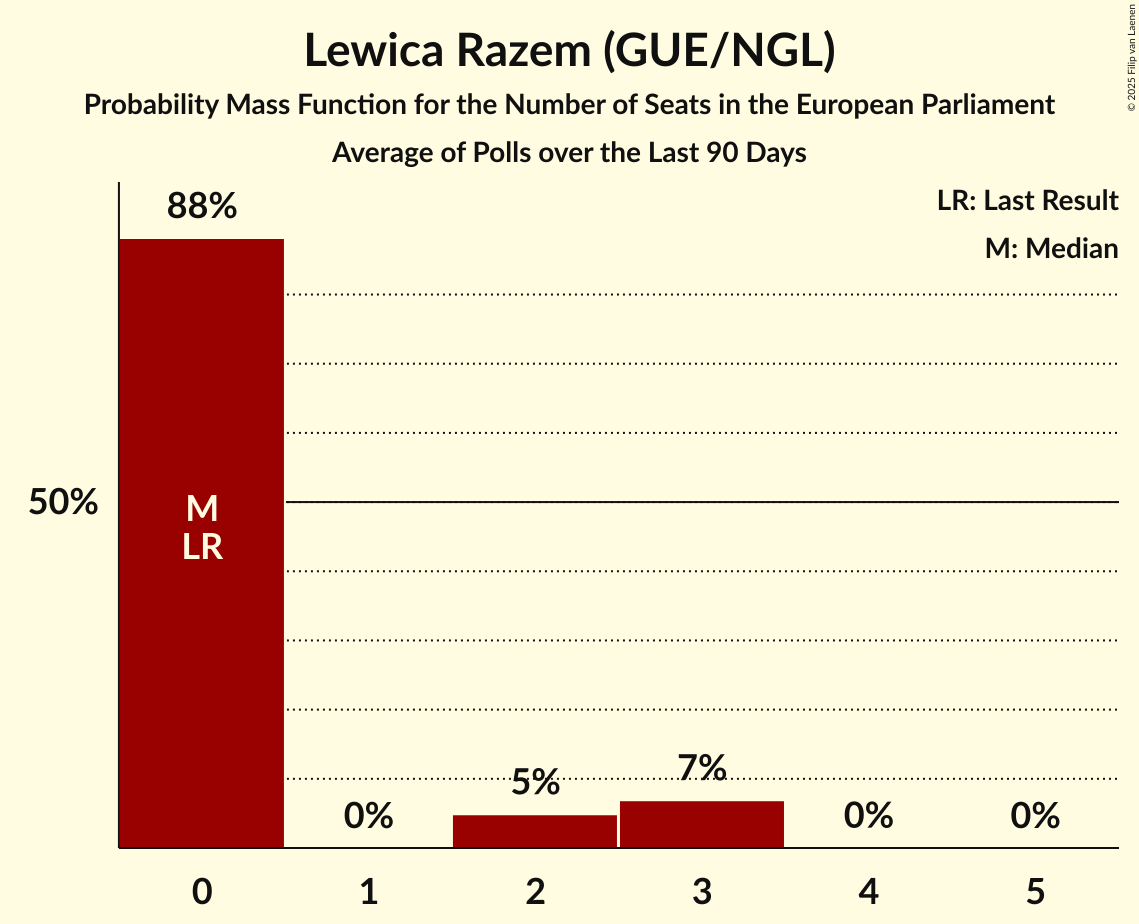 Lewica Razem (GUE/NGL)
Probability Mass Function for the Number of Seats in the European Parliament
Average of Polls over the Last 90 Days
© 2025 Filip van Laenen
LR: Last Result
M: Median
88%
50%
M
LR
0%
5%
7%
0%
0%
0
1
2
3
4
5